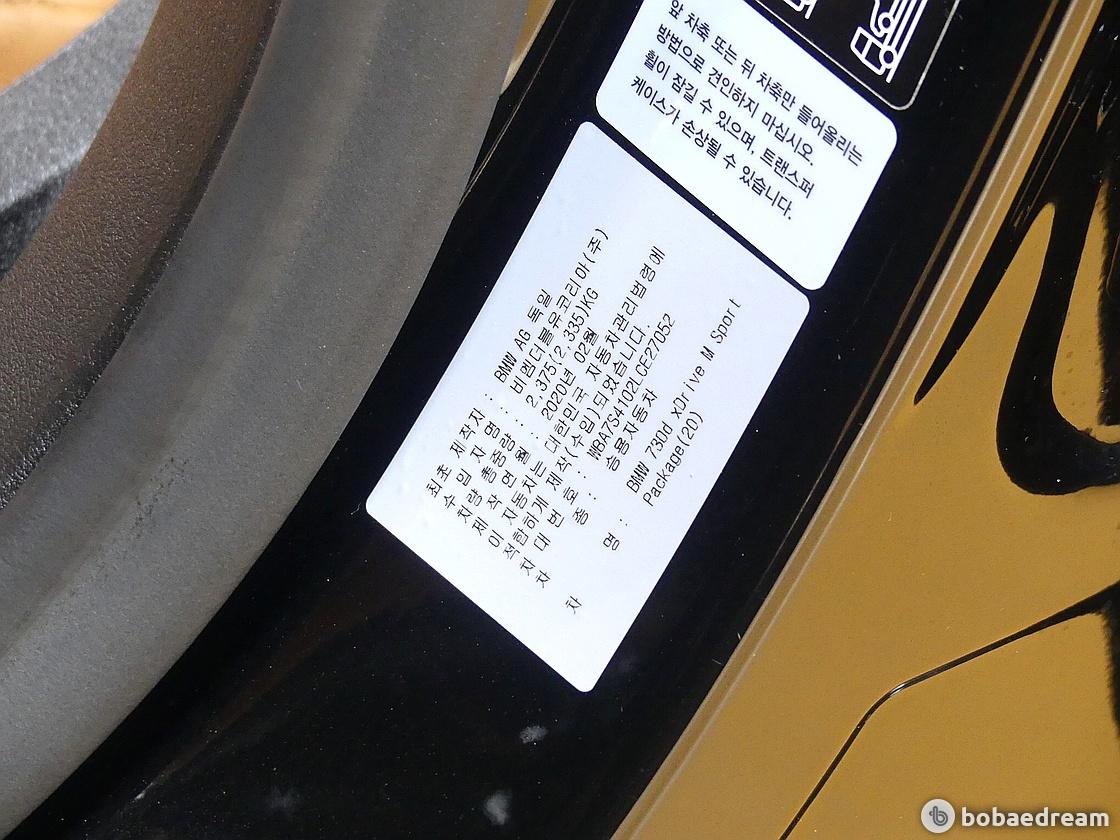 앞 차축 또는 뒤 차축만 들어올리는
방법으로 견인하지 마십시오.
휠이 잠길 수 있으며, 트랜스퍼
케이스가 손상될 수 있습니다.
최초 제작자 : BMW AG 독일
수입자명 : 비엠더블유코리아(주)
차량총중량 : 2,375(2,335)KG
제작연월 : 2020년 02월
이 자동차는 대한민국 자동차관리법령에
적합하게 제작(수입)되었습니다.
차대번호 : WBA7S4102LCE27052
차 종 : 승용자동차
차 명 : BMW 730d xDrive M Sport
Package(20)
bobaedream